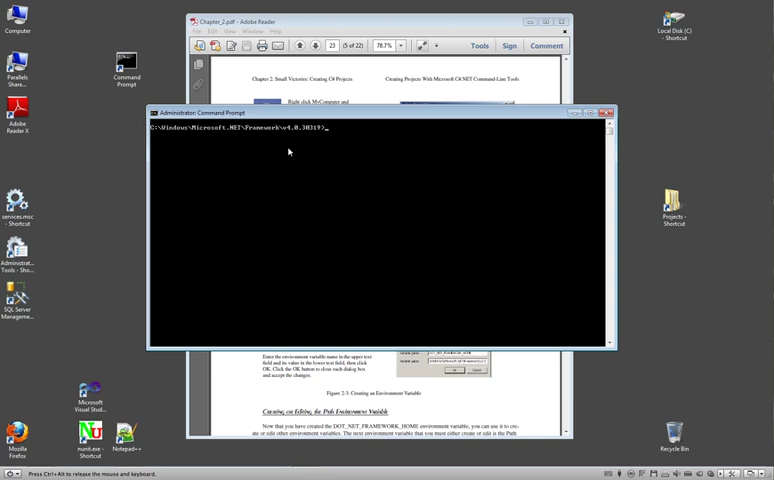 Computer
Parallels
Share...
Adobe
Reader X
services.msc
- Shortcut
Administrat...
Tools - Sho...
SQL Server
Manageme...
Mozilla
Firefox
Command
Prompt
Microsoft
Visual Stud...
nunit.exe -
Shortcut
Notepad++
Chapter_2.pdf - Adobe Reader
File Edit View Window Help
23 (5 of 22) 78.7% Tools Sign Comment
Chapter 2: Small Victories: Creating C# Projects Creating Projects With Microsoft C#.NET Command-Line Tools
Right click MyComputer and
Administrator: Command Prompt
C:\Windows\Microsoft.NET\Framework\v4.0.30319>_
Enter the environment variable name in the upper text
field and its value in the lower text field, then click
OK. Click the OK button to close each dialog box
and accept the changes.
Figure 2-3: Creating an Environment Variable
Creating or Editing the Path Environment Variable
Now that you have created the DOT_NET_FRAMEWORK_HOME environment variable, you can use it to cre-
ate or edit other environment variables. The next environment variable that you must either create or edit is the Path
Local Disk (C)
- Shortcut
Projects -
Shortcut
Recycle Bin
Press Ctrl+Alt to release the mouse and keyboard.